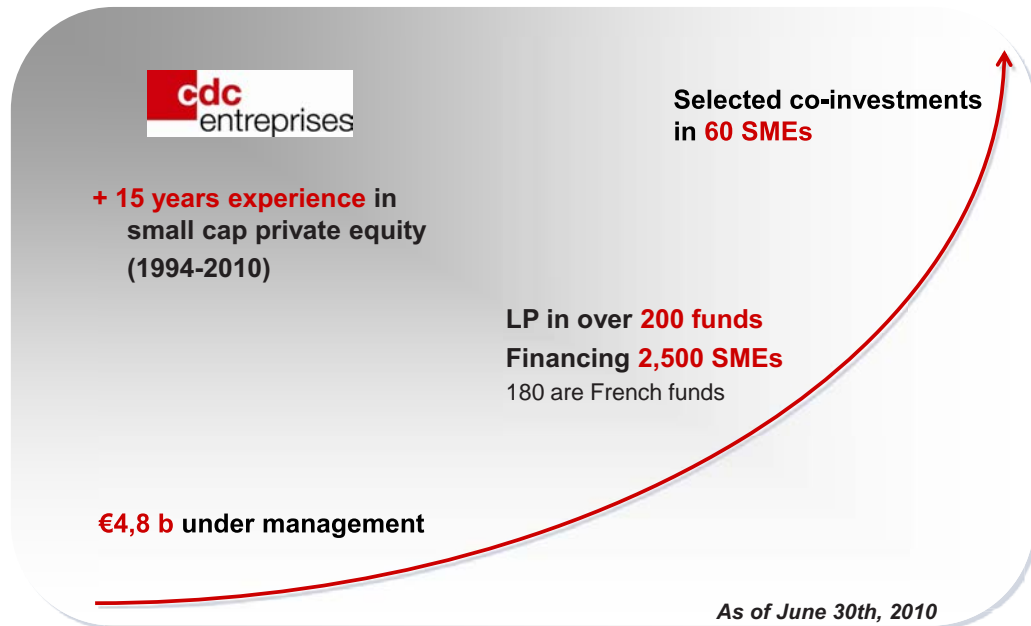 cdc
entreprises
Selected co-investments
in 60 SMEs
+ 15 years experience in
small cap private equity
(1994-2010)
LP in over 200 funds
Financing 2,500 SMEs
180 are French funds
€4,8 b under management
As of June 30th, 2010